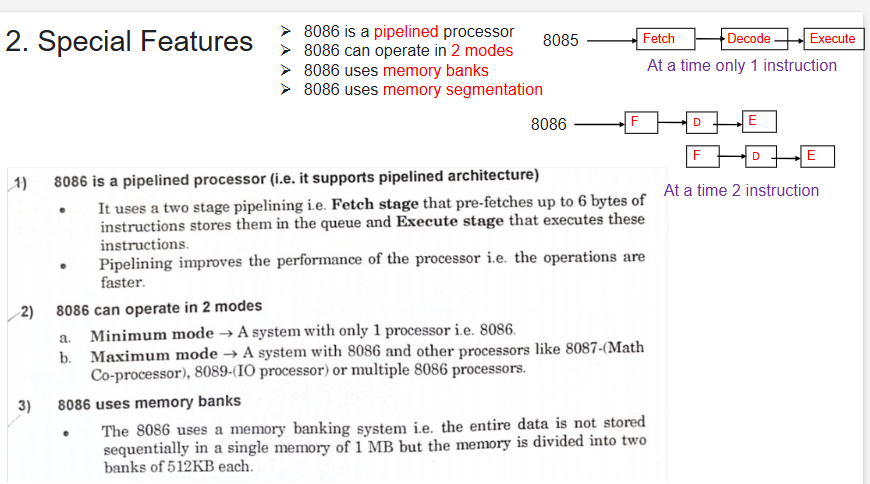 2. Special Features
➢ 8086 is a pipelined processor
➢ 8086 can operate in 2 modes
➢ 8086 uses memory banks
➢ 8086 uses memory segmentation
8085
Fetch
Decode
Execute
At a time only 1 instruction
8086
F
D
E
F
D
E
At a time 2 instruction
1) 8086 is a pipelined processor (i.e. it supports pipelined architecture)
• It uses a two stage pipelining i.e. Fetch stage that pre-fetches up to 6 bytes of
instructions stores them in the queue and Execute stage that executes these
instructions.
• Pipelining improves the performance of the processor i.e. the operations are
faster.
2) 8086 can operate in 2 modes
a. Minimum mode → A system with only 1 processor i.e. 8086.
b. Maximum mode → A system with 8086 and other processors like 8087-(Math
Co-processor), 8089-(IO processor) or multiple 8086 processors.
3) 8086 uses memory banks
• The 8086 uses a memory banking system i.e. the entire data is not stored
sequentially in a single memory of 1 MB but the memory is divided into two
banks of 512KB each.